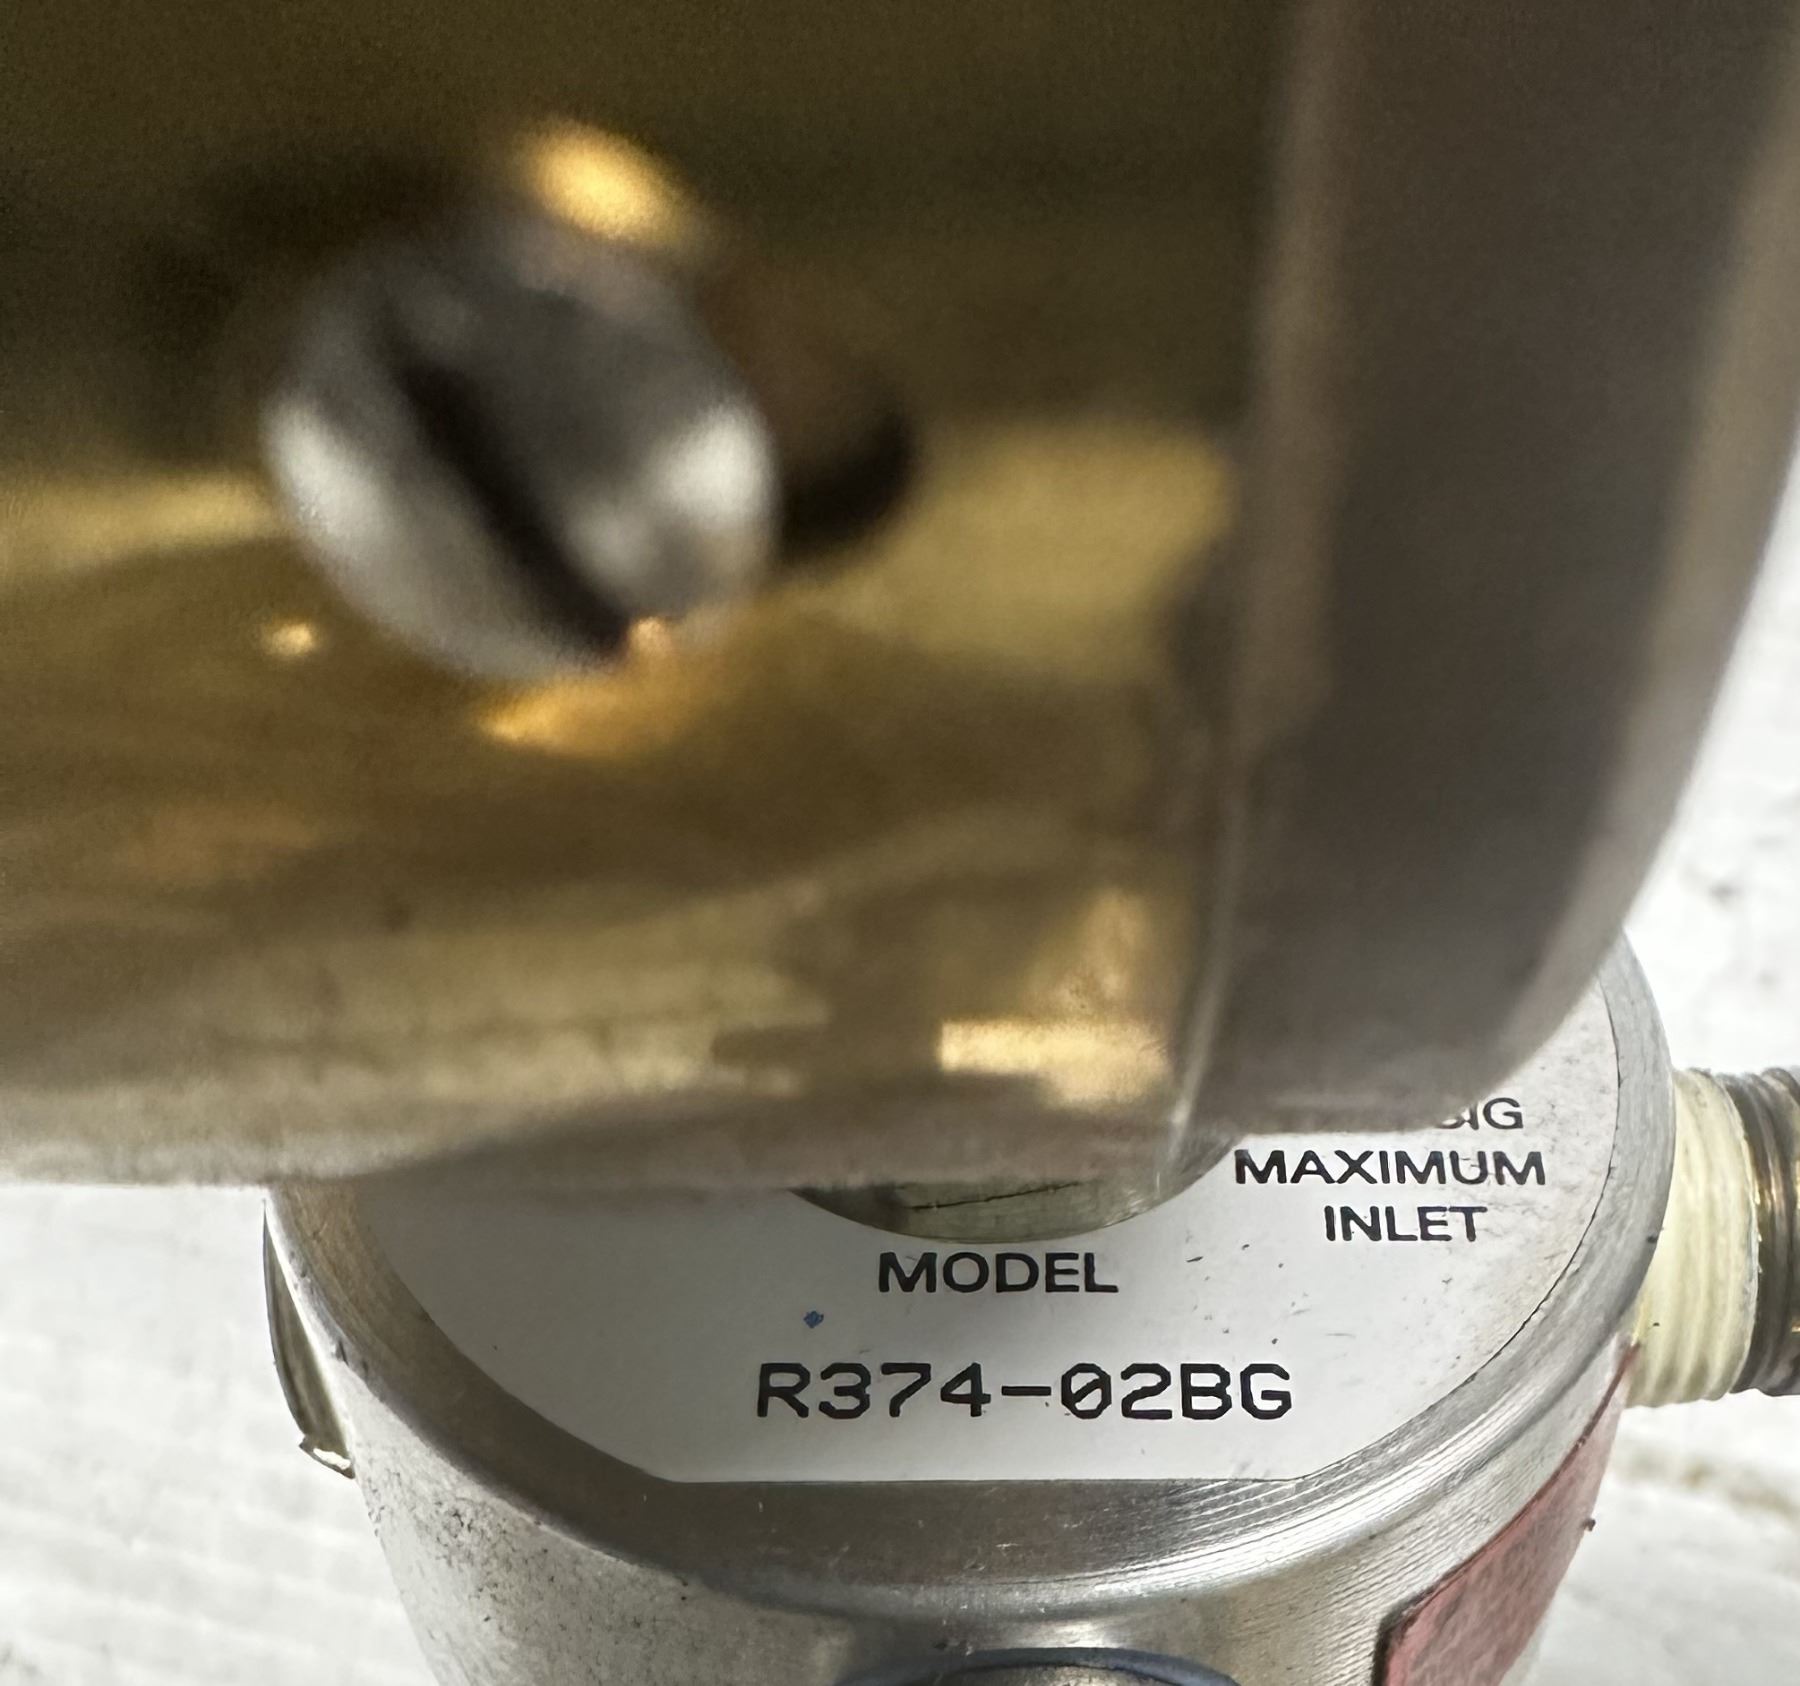 MAXIMUM
INLET
MODEL
R374-02BG